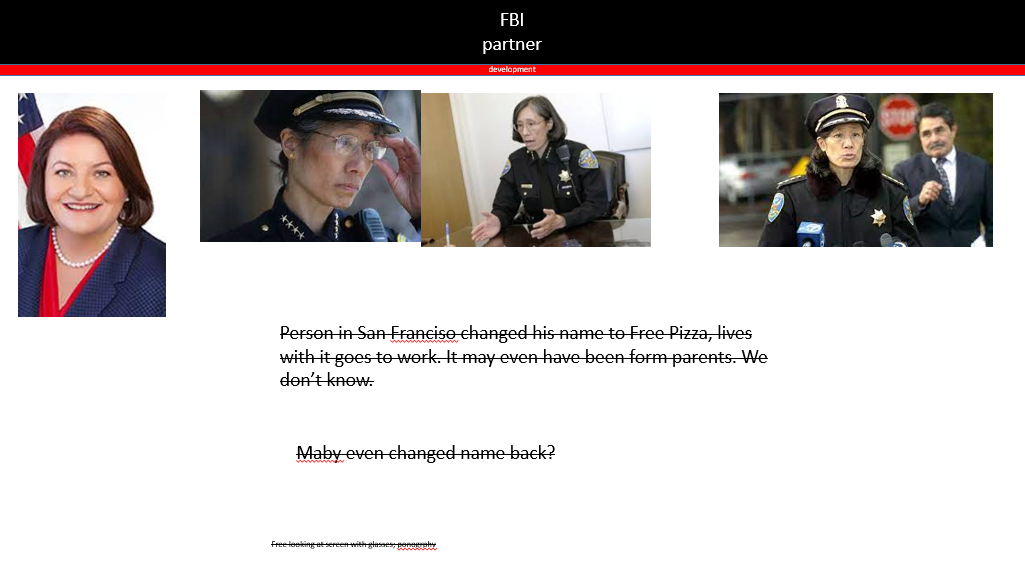 FBI
partner
development
STOP
Person in San Franciso changed his name to Free Pizza, lives
with it goes to work. It may even have been form parents. We
don't know.
Maby even changed name back?
Free looking at screen with glasses; ponogrphy